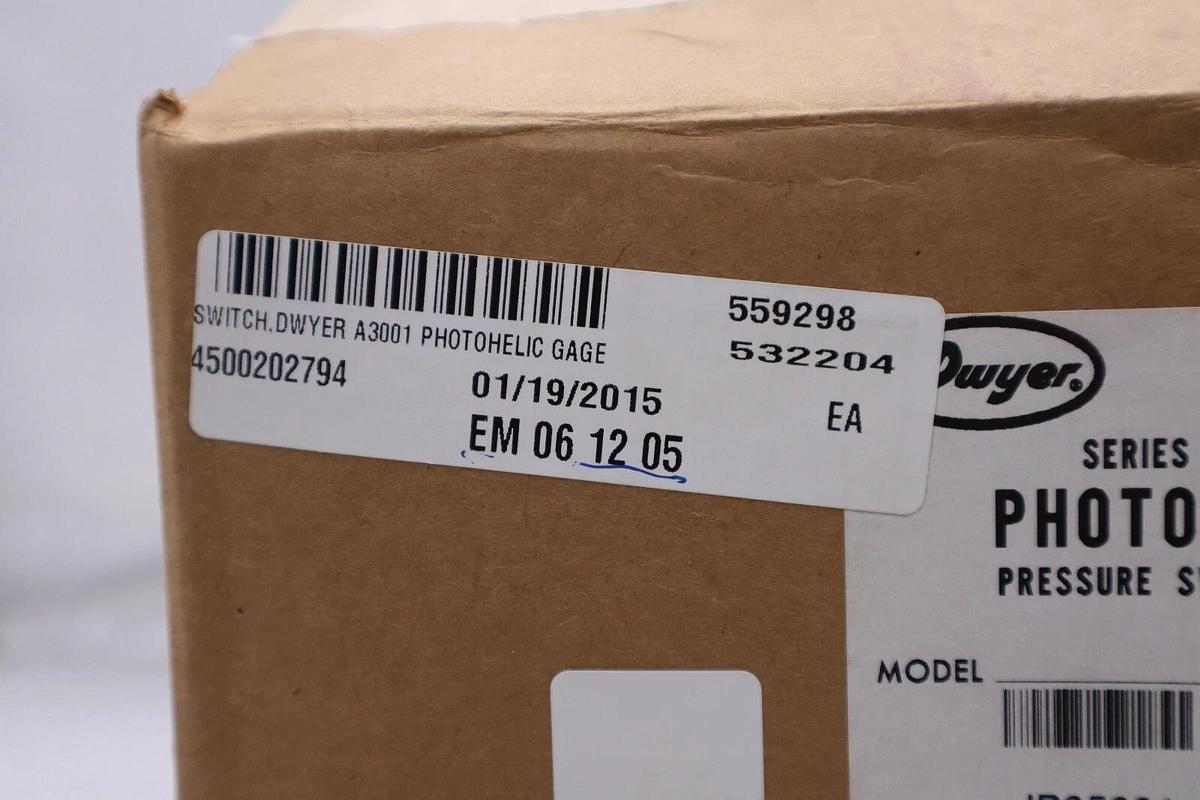 SWITCH,DWYER A3001 PHOTOHELIC GAGE
4500202794
01/19/2015
EM 06 12 05
559298
532204
EA
Dwyer®
SERIES
PHOTO
PRESSURE
MODEL